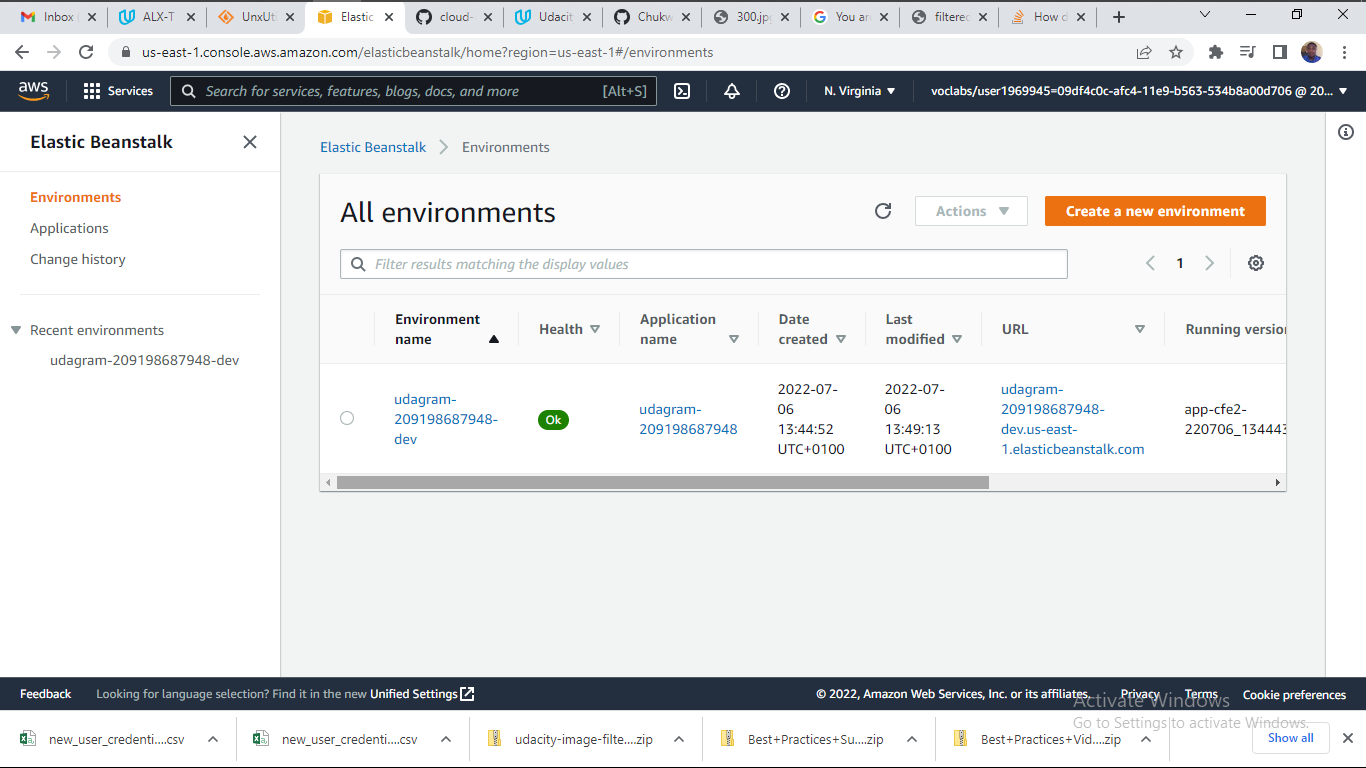 Inbox
ALX-T
UnxUt
Elastic
cloud-
Udacit
Chukw
300.jp
You ar
filtered
How d
us-east-1.console.aws.amazon.com/elasticbeanstalk/home?region=us-east-1#/environments
aws
Services
Search for services, features, blogs, docs, and more
[Alt+S]
N. Virginia
voclabs/user1969945=09df4c0c-afc4-11e9-b563-534b8a00d706 @ 20...
Elastic Beanstalk
Environments
Applications
Change history
Recent environments
udagram-209198687948-dev
Elastic Beanstalk
Environments
All environments
Actions
Create a new environment
Filter results matching the display values
1
Environment
name
Health
Application
name
Date
created
Last
modified
URL
Running version
udagram-
209198687948-
dev
Ok
udagram-
209198687948
2022-07-
06
13:44:52
UTC+0100
2022-07-
06
13:49:13
UTC+0100
udagram-
209198687948-
dev.us-east-
1.elasticbeanstalk.com
app-cfe2-
220706_134443
Feedback
Looking for language selection? Find it in the new Unified Settings
© 2022, Amazon Web Services, Inc. or its affiliates.
Privacy
Terms
Cookie preferences
Activate Windows
Go to Settings to activate Windows.
new_user_credenti....csv
new_user_credenti....csv
udacity-image-filte....zip
Best+Practices+Su....zip
Best+Practices+Vid....zip
Show all